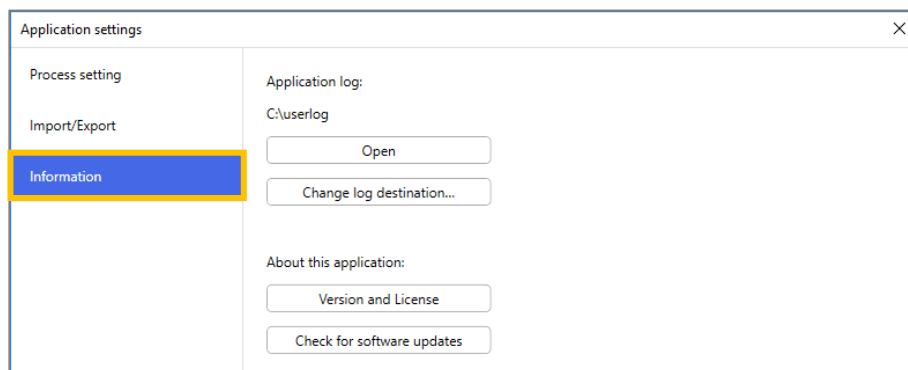 Application settings
Process setting
Import/Export
Information
Application log:
C:\userlog
Open
Change log destination...
About this application:
Version and License
Check for software updates